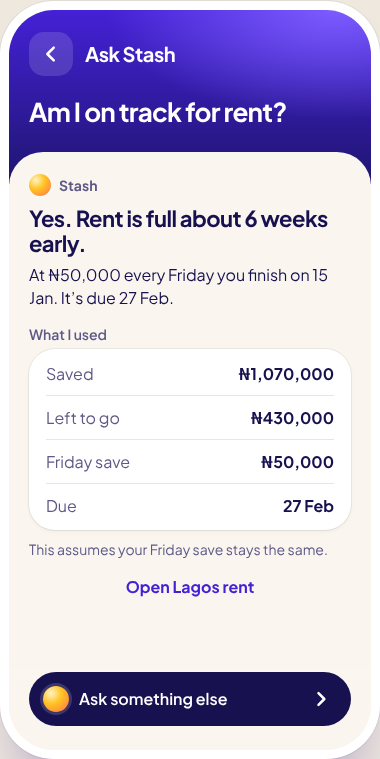 Ask Stash
Am I on track for rent?
Stash
Yes. Rent is full about 6 weeks
early.
At ₦50,000 every Friday you finish on 15
Jan. It’s due 27 Feb.
What I used
Saved ₦1,070,000
Left to go ₦430,000
Friday save ₦50,000
Due 27 Feb
This assumes your Friday save stays the same.
Open Lagos rent
Ask something else